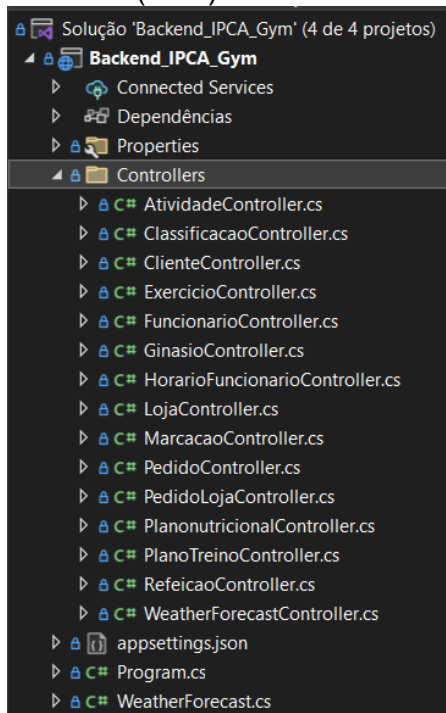 Solução 'Backend_IPCA_Gym' (4 de 4 projetos)
Backend_IPCA_Gym
Connected Services
Dependências
Properties
Controllers
C# AtividadeController.cs
C# ClassificacaoController.cs
C# ClienteController.cs
C# ExercicioController.cs
C# FuncionarioController.cs
C# GinasioController.cs
C# HorarioFuncionarioController.cs
C# LojaController.cs
C# MarcacaoController.cs
C# PedidoController.cs
C# PedidoLojaController.cs
C# PlanonutricionalController.cs
C# PlanoTreinoController.cs
C# RefeicaoController.cs
C# WeatherForecastController.cs
appsettings.json
C# Program.cs
C# WeatherForecast.cs